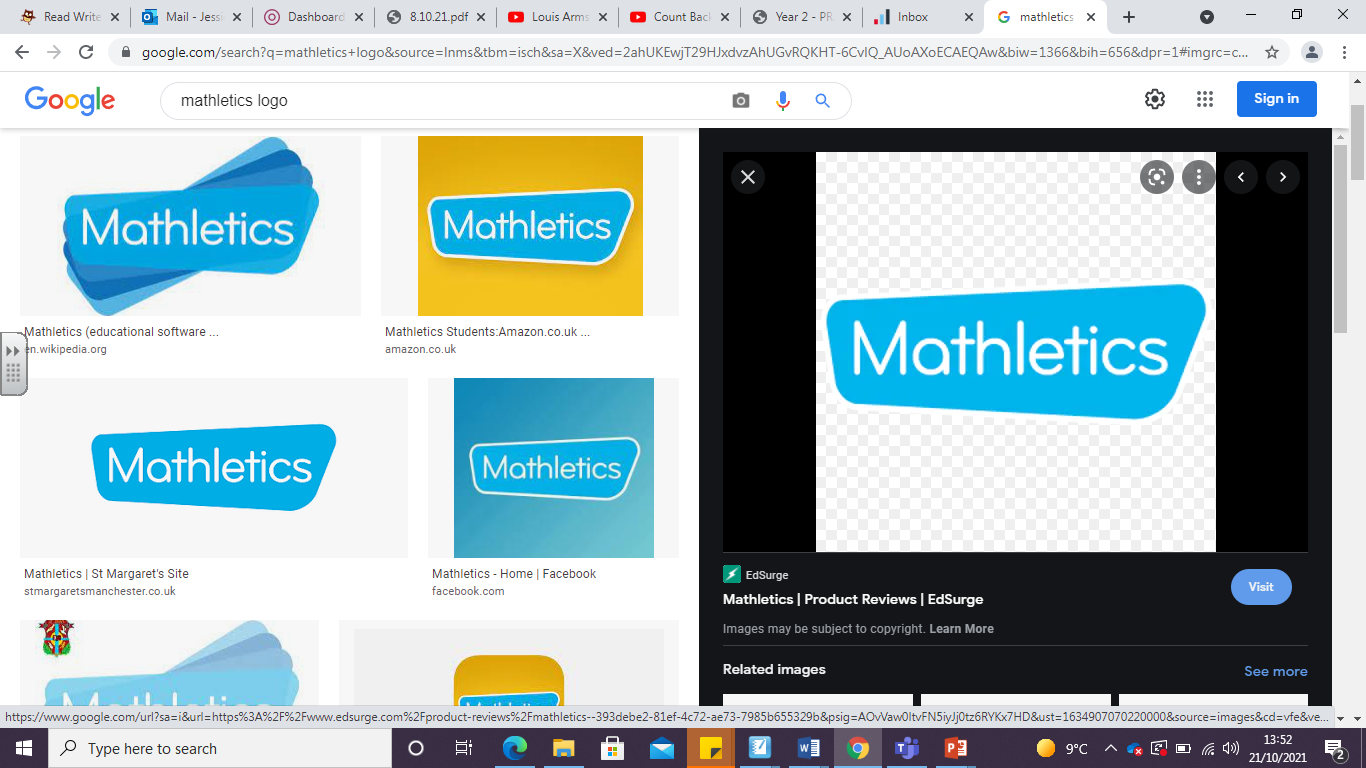 Read Write
Mail - Jessi
Dashboard
8.10.21.pdf
Louis Arms
Count Back
Year 2 - PR
Inbox
mathletics
google.com/search?q=mathletics+logo&source=lnms&tbm=isch&sa=X&ved=2ahUKEwjT29HJxdvzAhUGvRQKHT-6CvIQ_AUoAXoECAEQAw&biw=1366&bih=656&dpr=1#imgrc=c...
Google
mathletics logo
Sign in
Mathletics
Mathletics (educational software ...
en.wikipedia.org
Mathletics
Mathletics Students:Amazon.co.uk ...
amazon.co.uk
Mathletics
Mathletics | St Margaret's Site
stmargaretsmanchester.co.uk
Mathletics
Mathletics - Home | Facebook
facebook.com
Mathletics
Mathletics
Mathletics
EdSurge
Mathletics | Product Reviews | EdSurge
Visit
Images may be subject to copyright. Learn More
Related images
See more
https://www.google.com/url?sa=i&url=https%3A%2F%2Fwww.edsurge.com%2Fproduct-reviews%2Fmathletics--393debe2-81ef-4c72-ae73-7985b655329b&psig=AOvVaw0ltvFN5iyJj0tz6RYKx7HD&ust=1634907070220000&source=images&cd=vfe&ve...
Type here to search
9°C
13:52
21/10/2021
2